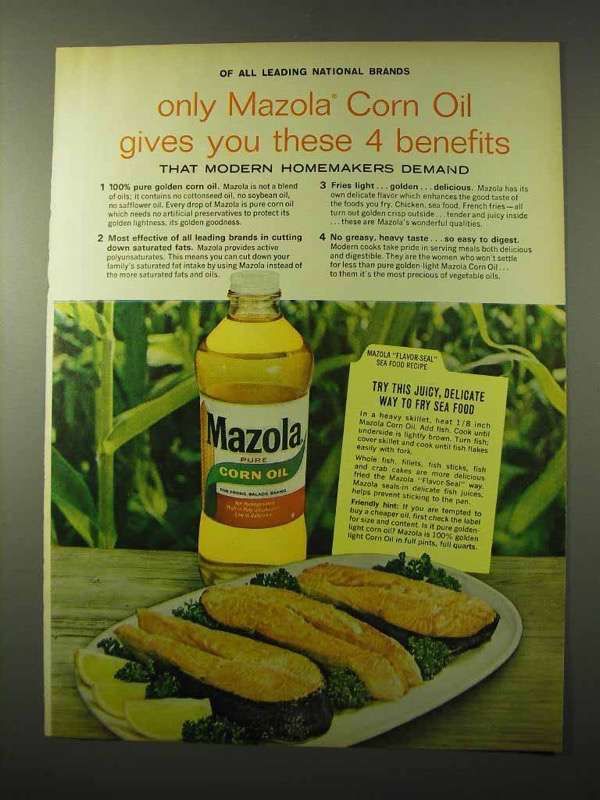 OF ALL LEADING NATIONAL BRANDS
only Mazola® Corn Oil
gives you these 4 benefits
THAT MODERN HOMEMAKERS DEMAND
1 100% pure golden corn oil. Mazola is not a blend
of oils; it contains no cottonseed oil, no soybean oil,
no safflower oil. Every drop of Mazola is pure corn oil
which needs no artificial preservatives to protect its
golden lightness, its golden goodness.
2 Most effective of all leading brands in cutting
down saturated fats. Mazola provides active
polyunsaturates. This means you can cut down your
family's saturated fat intake by using Mazola instead of
the more saturated fats and oils.
3 Fries light...golden...delicious. Mazola has its
own delicate flavor which enhances the good taste of
the foods you fry. Chicken, sea food, French fries—all
turn out golden crisp outside...tender and juicy inside
...these are Mazola's wonderful qualities.
4 No greasy, heavy taste...so easy to digest.
Modern cooks take pride in serving meals both delicious
and digestible. They are the women who won't settle
for less than pure golden-light Mazola Corn Oil...
to them it's the most precious of vegetable oils.
MAZOLA "FLAVOR-SEAL"
SEA FOOD RECIPE
TRY THIS JUICY, DELICATE
WAY TO FRY SEA FOOD
In a heavy skillet, heat 1/8 inch
Mazola Corn Oil. Add fish. Cook until
underside is lightly brown. Turn fish;
cover skillet and cook until fish flakes
easily with fork.
Whole fish, fillets, fish sticks, fish
and crab cakes are more delicious
fried the Mazola "Flavor-Seal" way.
Mazola seals-in delicate fish juices,
helps prevent sticking to the pan.
Friendly hint: If you are tempted to
buy a cheaper oil, first check the label
for size and content. Is it pure golden-
light corn oil? Mazola is 100% golden
light Corn Oil in full pints, full quarts.
Mazola
PURE
CORN OIL
FOR FRYING, SALADS, BAKING